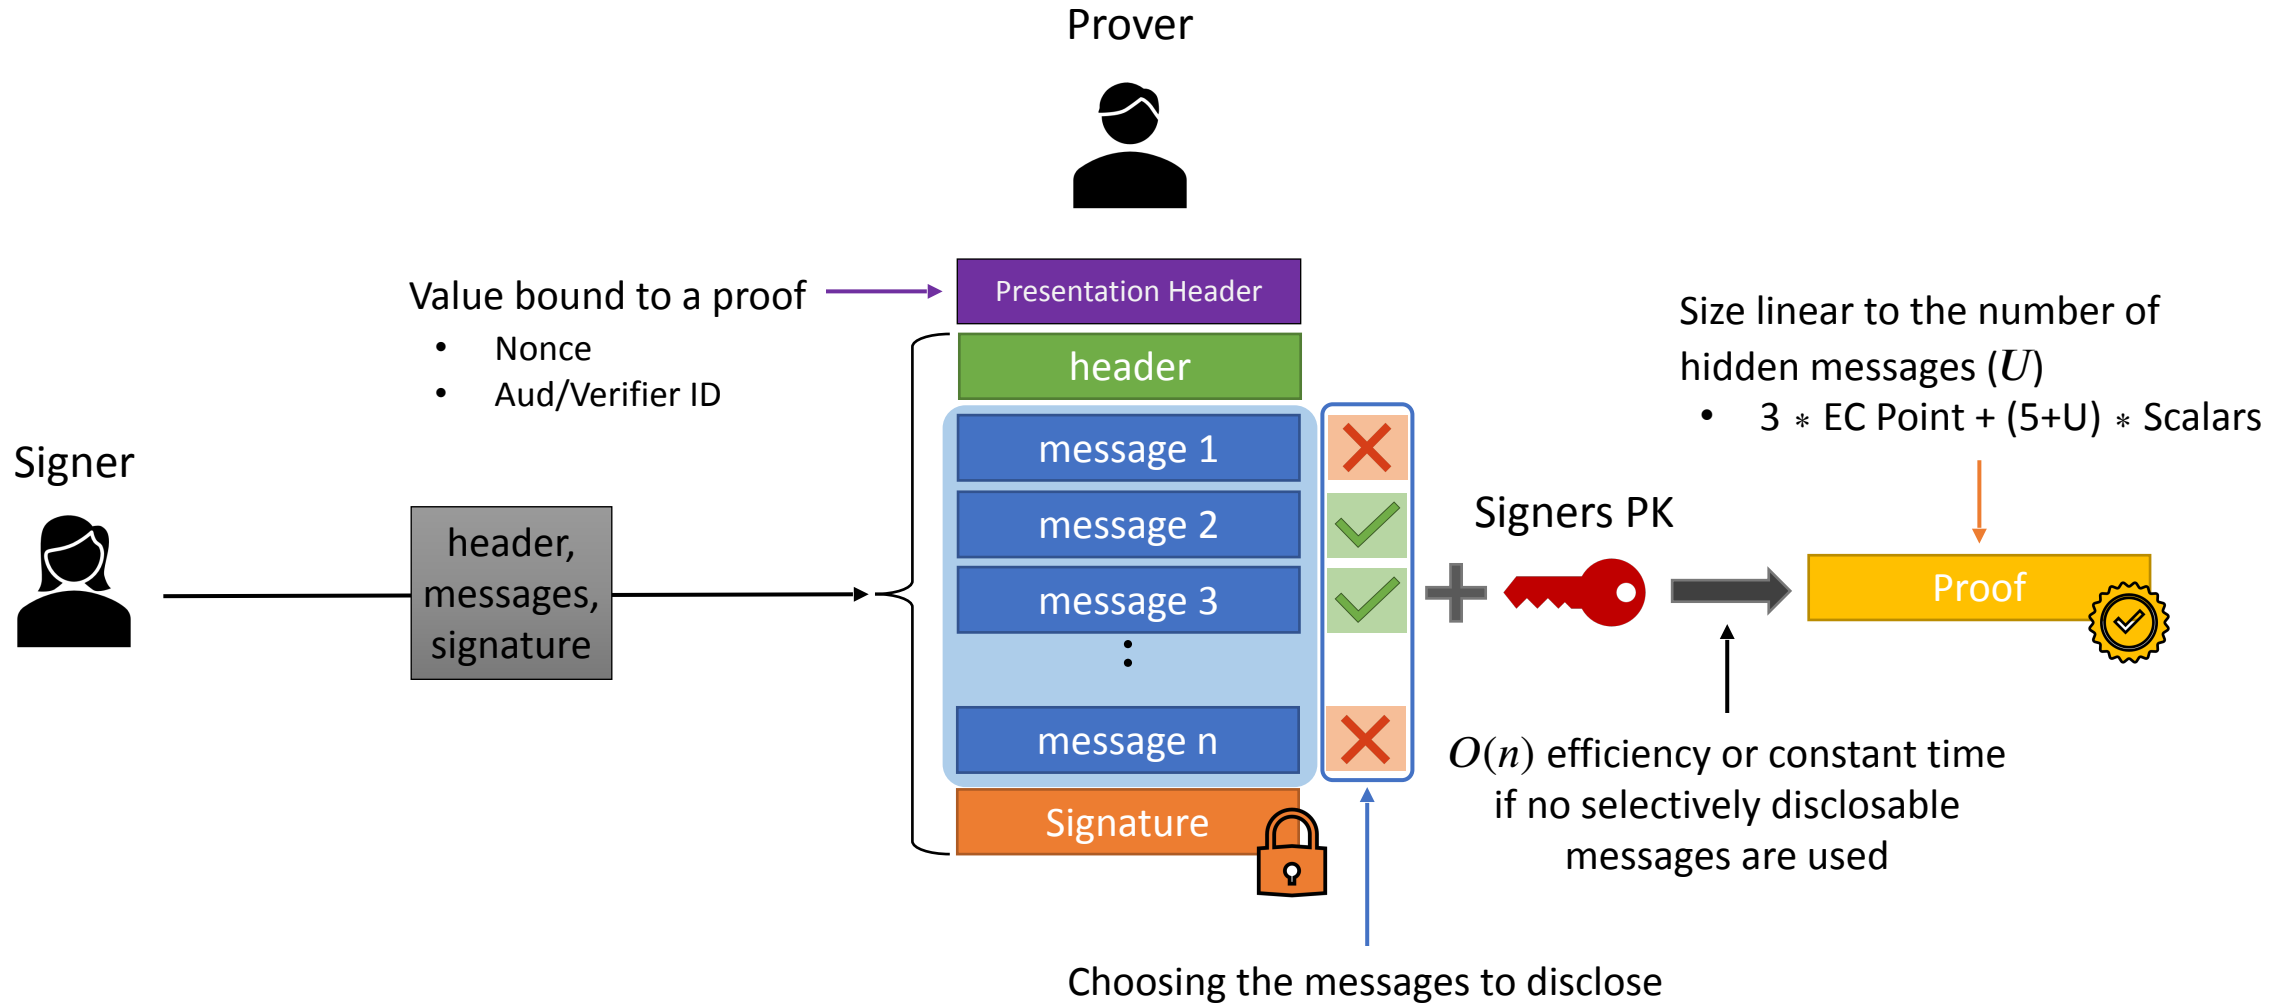 Prover
Presentation Header
Value bound to a proof
• Nonce
• Aud/Verifier ID
header
message 1
message 2
message 3
:
message n
Signature
Signer
header,
messages,
signature
Size linear to the number of
hidden messages (U)
• 3 * EC Point + (5+U) * Scalars
Signers PK
Proof
O(n) efficiency or constant time
if no selectively disclosable
messages are used
Choosing the messages to disclose